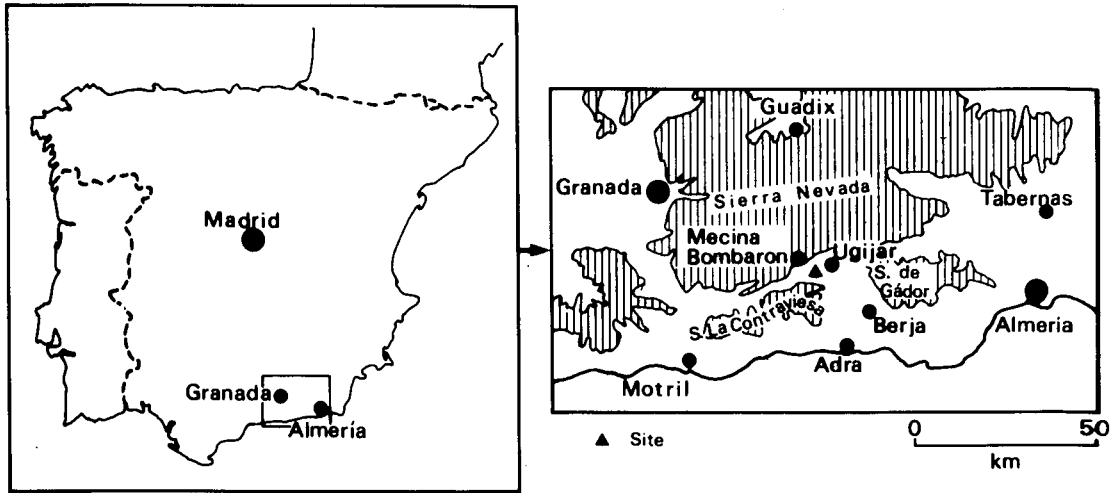 Madrid
Granada
Almería
Guadix
Granada
Sierra Nevada
Tabernas
Mecina
Bombaron
Ugijar
S. de
Gádor
S. La Contraviesa
Berja
Almeria
Adra
Motril
▲ Site
0 50
km